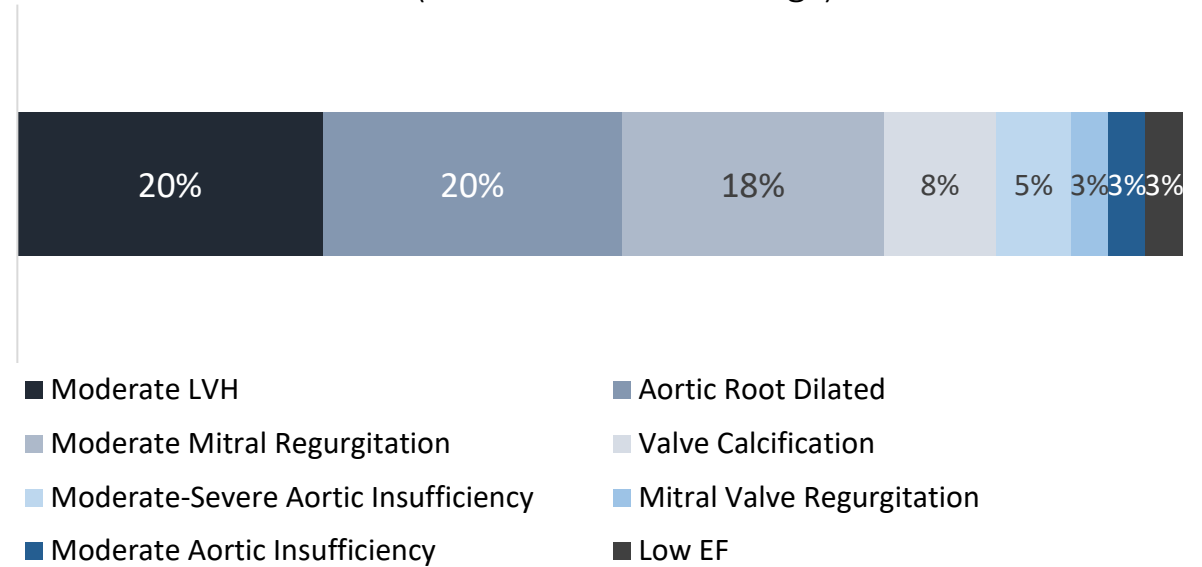 20% 20% 18% 8% 5% 3% 3% 3%
Moderate LVH Aortic Root Dilated
Moderate Mitral Regurgitation Valve Calcification
Moderate-Severe Aortic Insufficiency Mitral Valve Regurgitation
Moderate Aortic Insufficiency Low EF